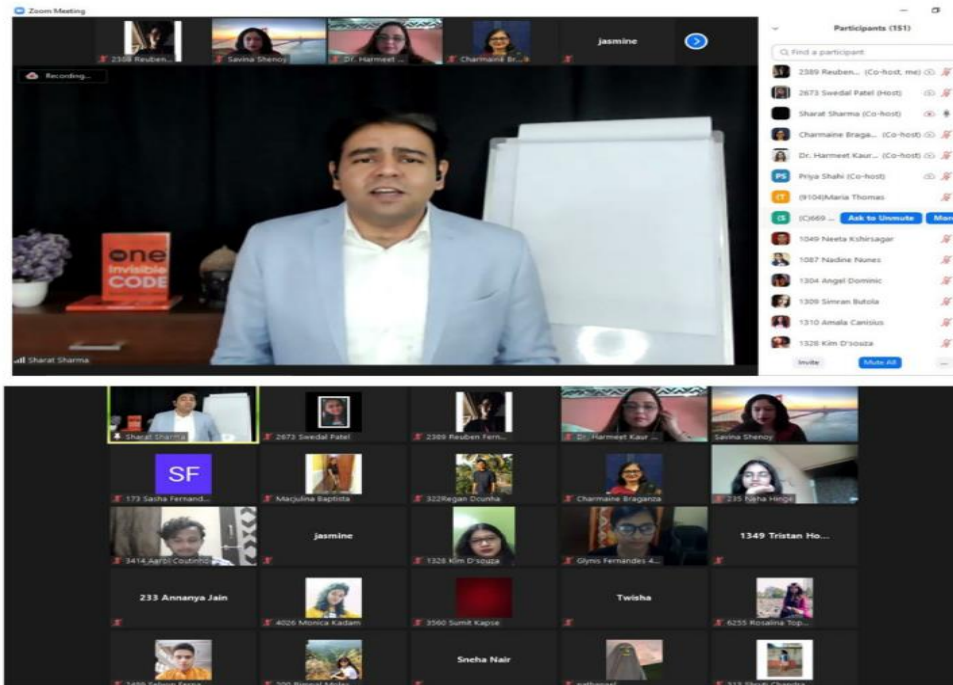 Zoom Meeting
2389 Reuben...
Savina Shenoy
Dr. Harmeet ...
Charmaine Br...
jasmine
Recording...
one
Invisible
CODE
Sharat Sharma
Participants (151)
Find a participant
2389 Reuben... (Co-host, me)
2673 Swedal Patel (Host)
Sharat Sharma (Co-host)
Charmaine Braga... (Co-host)
Dr. Harmeet Kaur... (Co-host)
PS Priya Shahi (Co-host)
(T (9104)Maria Thomas
(S (C)669 ... Ask to Unmute
1049 Neeta Kshirsagar
1087 Nadine Nunes
1304 Angel Dominic
1309 Simran Butola
1310 Amala Canisius
1328 Kim D'souza
Invite Mute All ...
Sharat Sharma
2673 Swedal Patel
2389 Reuben Fern...
Dr. Harmeet Kaur ...
Savina Shenoy
SF
173 Sasha Fernand...
Macjulina Baptista
322Regan Dcunha
Charmaine Braganza
235 Nisha Hinge
3414 Aarol Coutinho
jasmine
1328 Kim D'souza
Glynis Fernandes 4...
1349 Tristan Ho...
233 Annanya Jain
4026 Monica Kadam
3560 Sumit Kapse
Twisha
6255 Rosalina Top...
Sneha Nair